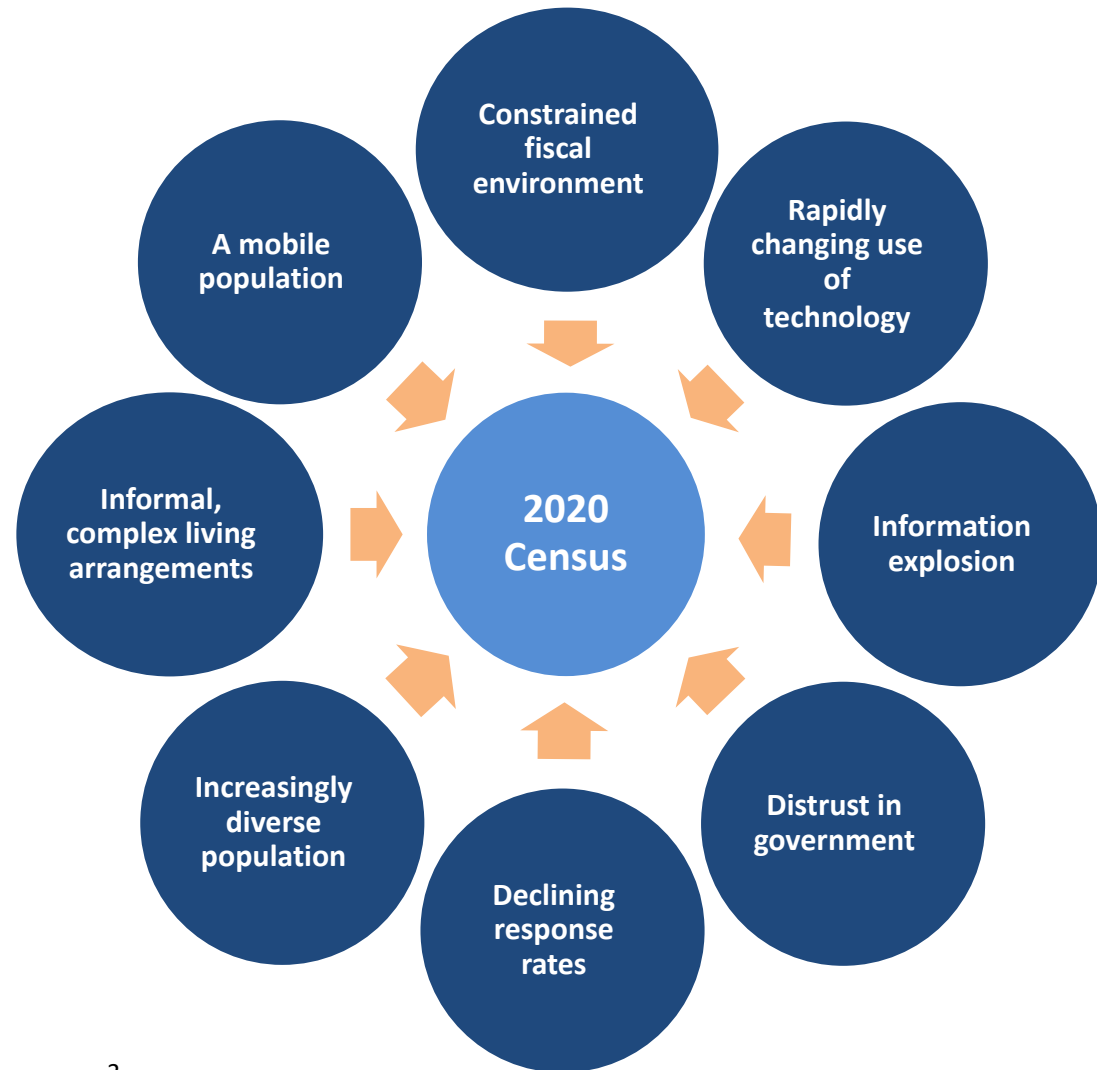 Constrained
fiscal
environment
Rapidly
changing use
of
technology
A mobile
population
Informal,
complex living
arrangements
2020
Census
Information
explosion
Increasingly
diverse
population
Distrust in
government
Declining
response
rates